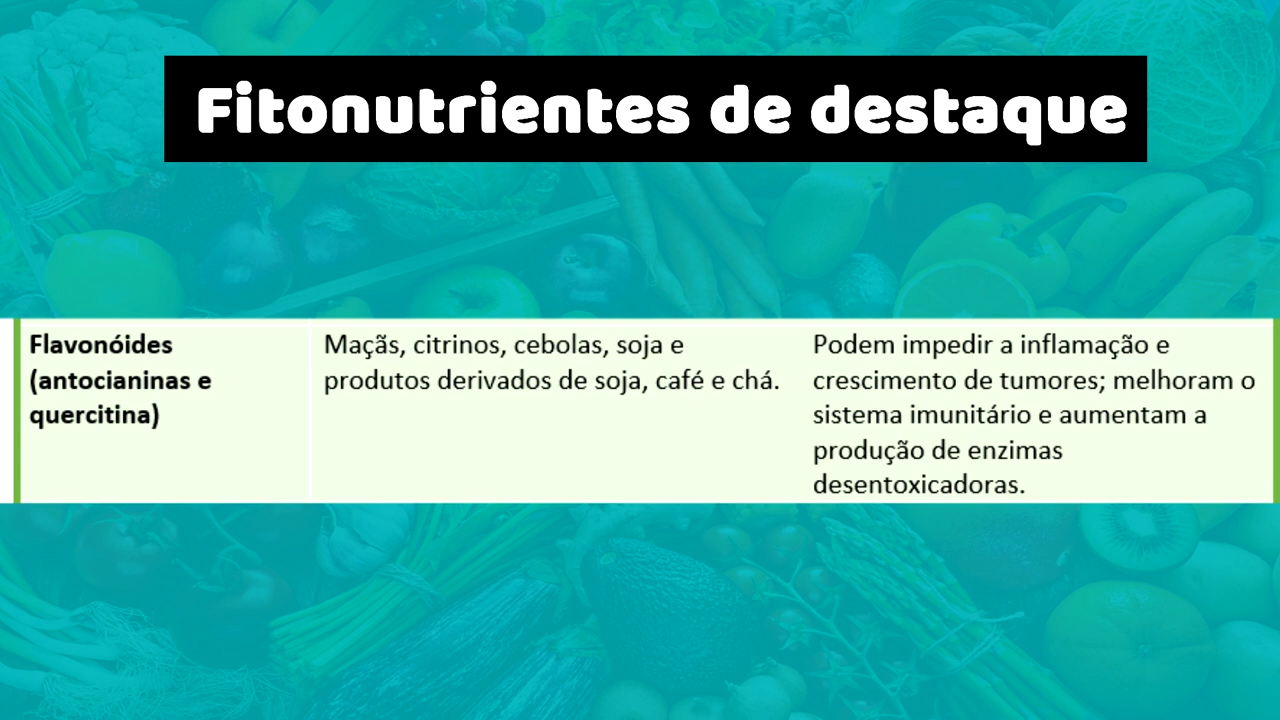 Fitonutrientes de destaque
Flavonóides
(antocianinas e
quercitina)
Maçãs, citrinos, cebolas, soja e
produtos derivados de soja, café e chá.
Podem impedir a inflamação e
crescimento de tumores; melhoram o
sistema imunitário e aumentam a
produção de enzimas
desentoxicadoras.